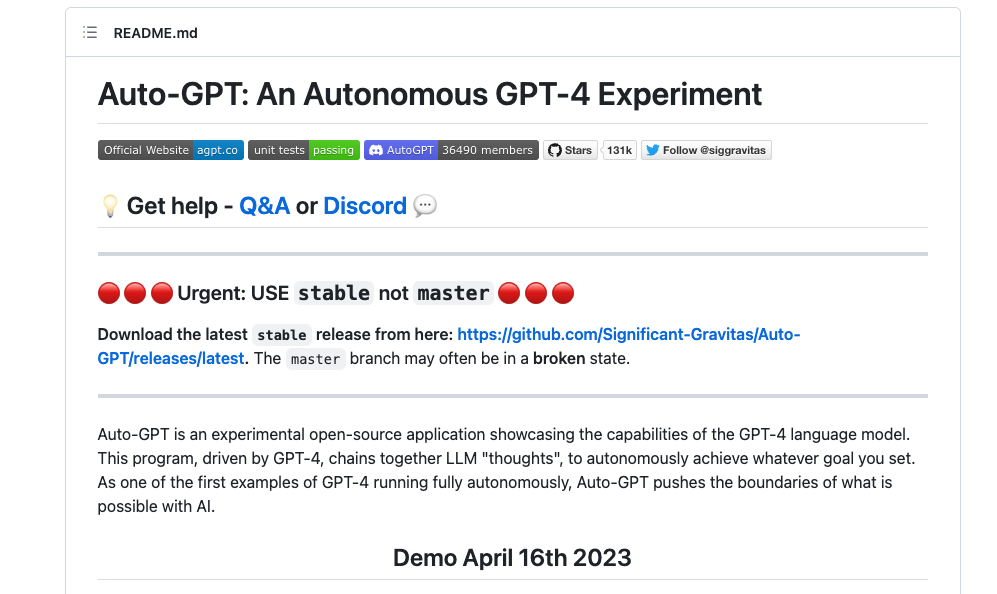 README.md
Auto-GPT: An Autonomous GPT-4 Experiment
Official Website agpt.co unit tests passing AutoGPT 36490 members Stars 131k Follow @siggravitas
💡 Get help - Q&A or Discord 💬
🔴🔴🔴 Urgent: USE stable not master 🔴🔴🔴
Download the latest stable release from here: https://github.com/Significant-Gravitas/Auto-
GPT/releases/latest. The master branch may often be in a broken state.
Auto-GPT is an experimental open-source application showcasing the capabilities of the GPT-4 language model.
This program, driven by GPT-4, chains together LLM "thoughts", to autonomously achieve whatever goal you set.
As one of the first examples of GPT-4 running fully autonomously, Auto-GPT pushes the boundaries of what is
possible with AI.
Demo April 16th 2023